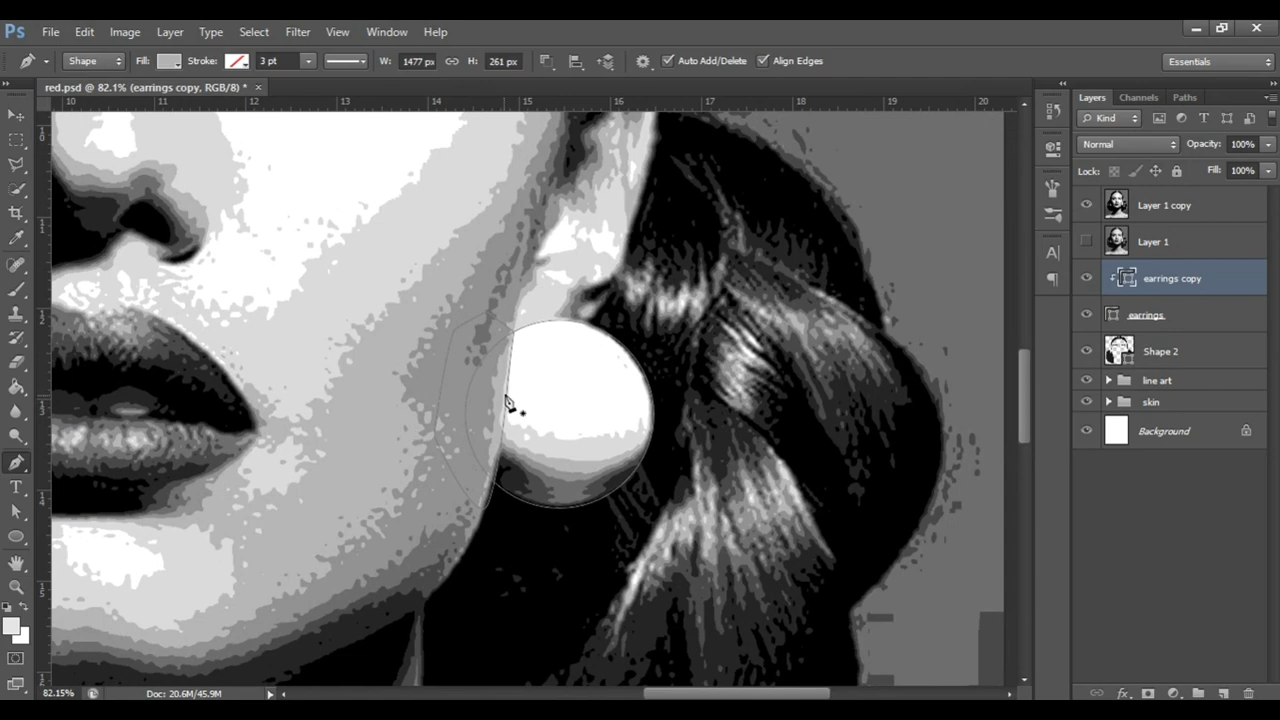 Ps File Edit Image Layer Type Select Filter View Window Help
Shape Fill: Stroke: 3 pt W: 1477 px H: 261 px Auto Add/Delete Align Edges Essentials
red.psd @ 82.1% (earrings copy, RGB/8) * ×
10 11 12 13 14 15 16 17 18 19 20
Layers Channels Paths
Kind
Normal Opacity: 100%
Lock: Fill: 100%
Layer 1 copy
Layer 1
earrings copy
earrings
Shape 2
line art
skin
Background
82.15% Doc: 20.6M/45.9M